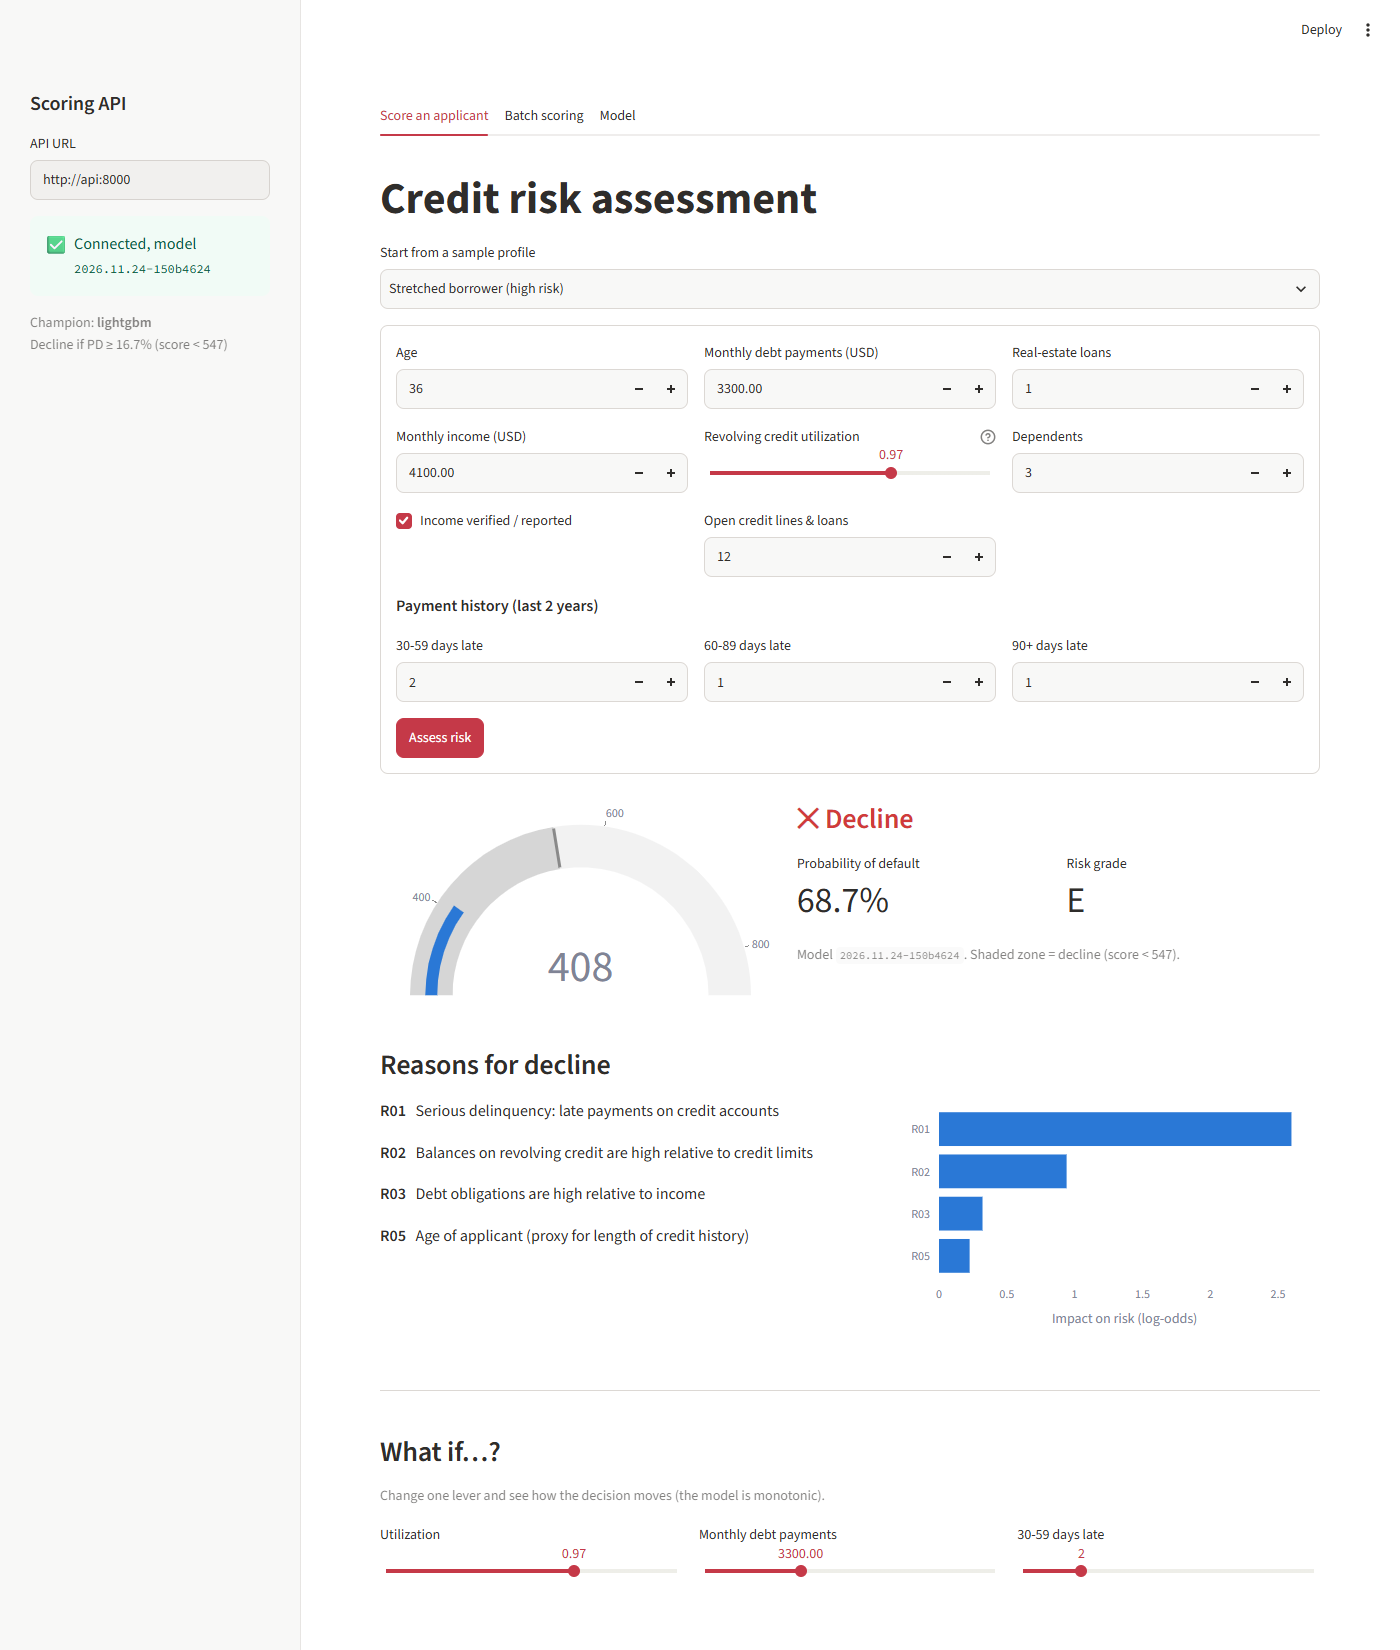 Deploy
Scoring API
API URL
http://api:8000
Connected, model
2026.11.24-150b4624
Champion: lightgbm
Decline if PD ≥ 16.7% (score < 547)
Score an applicant Batch scoring Model
Credit risk assessment
Start from a sample profile
Stretched borrower (high risk)
Age Monthly debt payments (USD) Real-estate loans
36 3300.00 1
Monthly income (USD) Revolving credit utilization Dependents
0.97
4100.00 3
Income verified / reported Open credit lines & loans
12
Payment history (last 2 years)
30-59 days late 60-89 days late 90+ days late
2 1 1
Assess risk
600
400
800
408
Decline
Probability of default Risk grade
68.7% E
Model 2026.11.24-150b4624. Shaded zone = decline (score < 547).
Reasons for decline
R01 Serious delinquency: late payments on credit accounts
R02 Balances on revolving credit are high relative to credit limits
R03 Debt obligations are high relative to income
R05 Age of applicant (proxy for length of credit history)
R01
R02
R03
R05
0 0.5 1 1.5 2 2.5
Impact on risk (log-odds)
What if…?
Change one lever and see how the decision moves (the model is monotonic).
Utilization Monthly debt payments 30-59 days late
0.97 3300.00 2